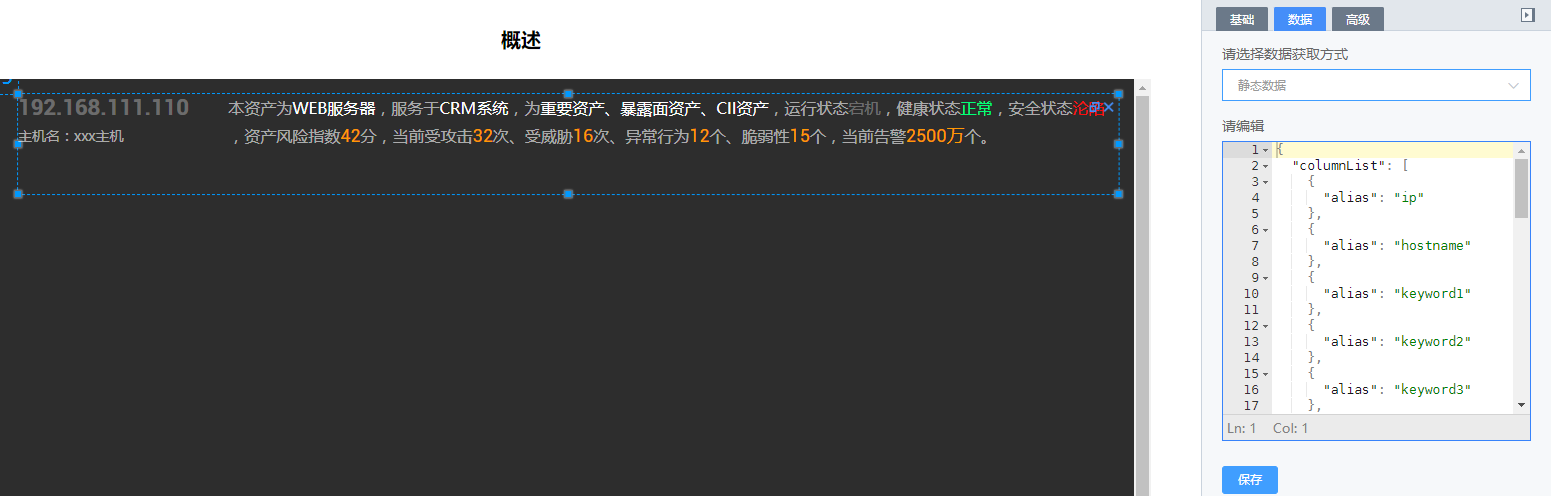 概述
192.168.111.110
主机名：xxx主机
本资产为WEB服务器，服务于CRM系统，为重要资产、暴露面资产、CII资产，运行状态宕机，健康状态正常，安全状态沦陷
，资产风险指数42分，当前受攻击32次、受威胁16次、异常行为12个、脆弱性15个，当前告警2500万个。
基础 数据 高级
请选择数据获取方式
静态数据
请编辑
1 {
2 "columnList": [
3 {
4 "alias": "ip"
5 },
6 {
7 "alias": "hostname"
8 },
9 {
10 "alias": "keyword1"
11 },
12 {
13 "alias": "keyword2"
14 },
15 {
16 "alias": "keyword3"
17 },
Ln: 1 Col: 1
保存